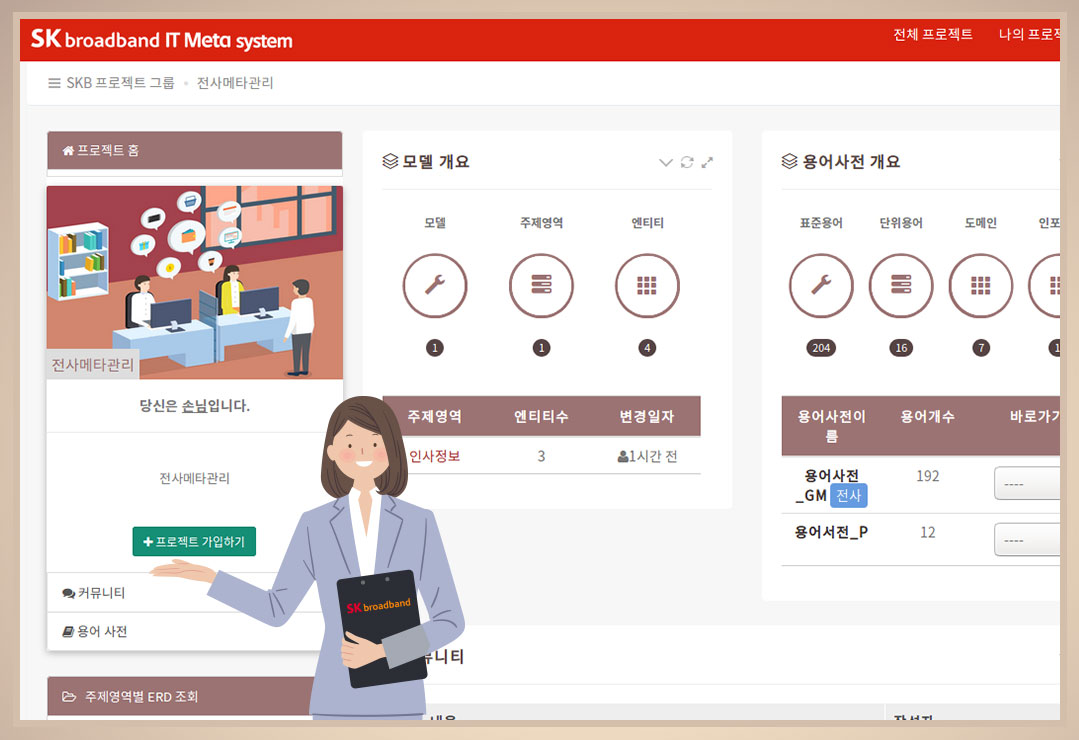 SK broadband IT Meta system
전체 프로젝트
나의 프로젝
SKB 프로젝트 그룹
전사메타관리
프로젝트 홈
전사메타관리
당신은 손님입니다.
전사메타관리
프로젝트 가입하기
커뮤니티
용어 사전
주제영역별 ERD 조회
모델 개요
모델 주제영역 엔티티
1 1 4
주제영역 엔티티수 변경일자
인사정보 3 1시간 전
용어사전 개요
표준용어 단위용어 도메인 인포
204 16 7 1
용어사전이
름
용어개수 바로가기
용어사전
_GM 전사
192
----
용어서전_P 12 ----
SK broadband
뮤니티
내용
작성자